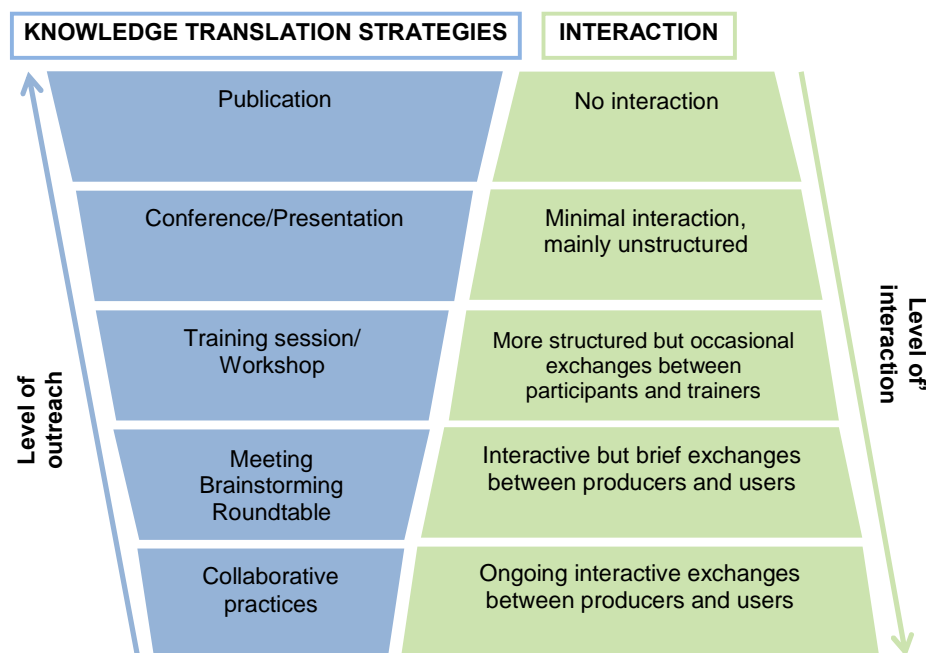 KNOWLEDGE TRANSLATION STRATEGIES
INTERACTION
Publication
No interaction
Conference/Presentation
Minimal interaction,
mainly unstructured
Training session/
Workshop
More structured but occasional
exchanges between
participants and trainers
Meeting
Brainstorming
Roundtable
Interactive but brief exchanges
between producers and users
Collaborative
practices
Ongoing interactive exchanges
between producers and users
Level of
outreach
Level of’
interaction